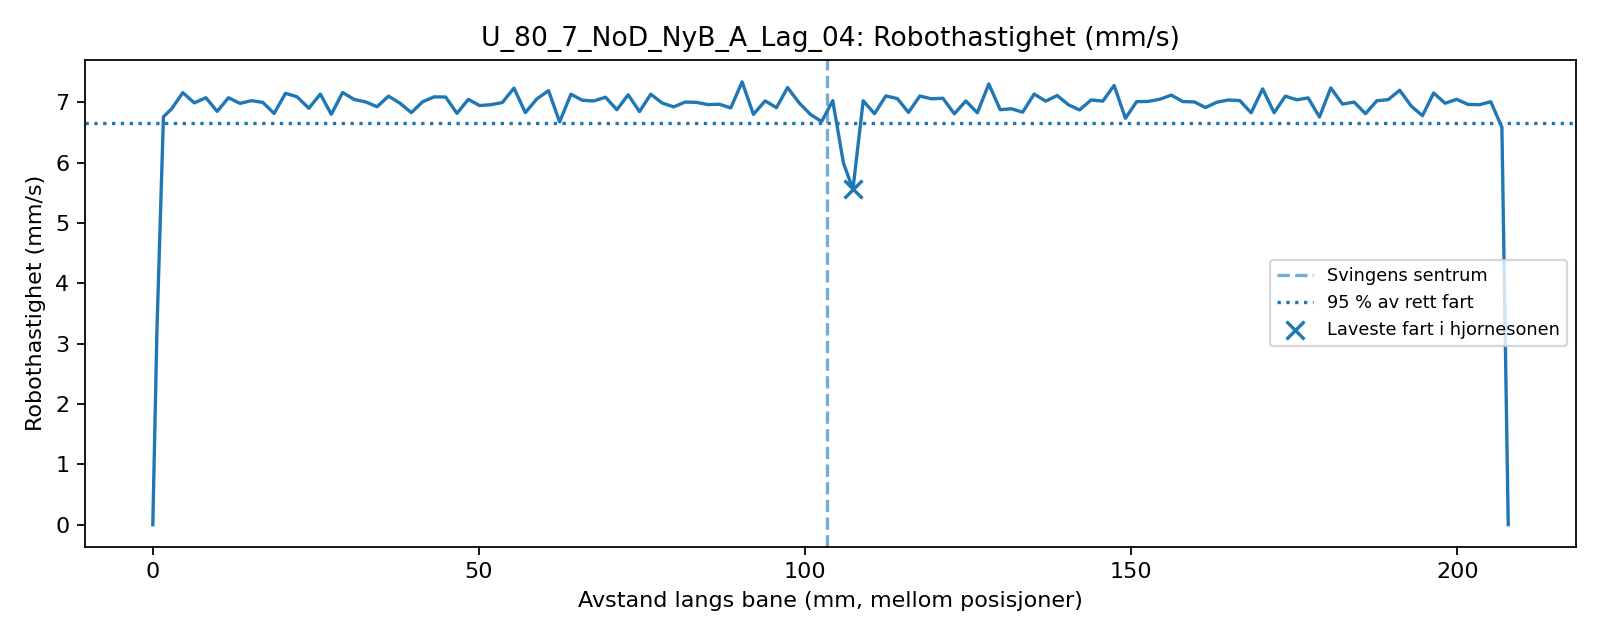 U_80_7_NoD_NyB_A_Lag_04: Robothastighet (mm/s)
Robothastighet (mm/s)
7
6
5
4
3
2
1
0
Svingens sentrum
95 % av rett fart
Laveste fart i hjornesonen
0 50 100 150 200
Avstand langs bane (mm, mellom posisjoner)